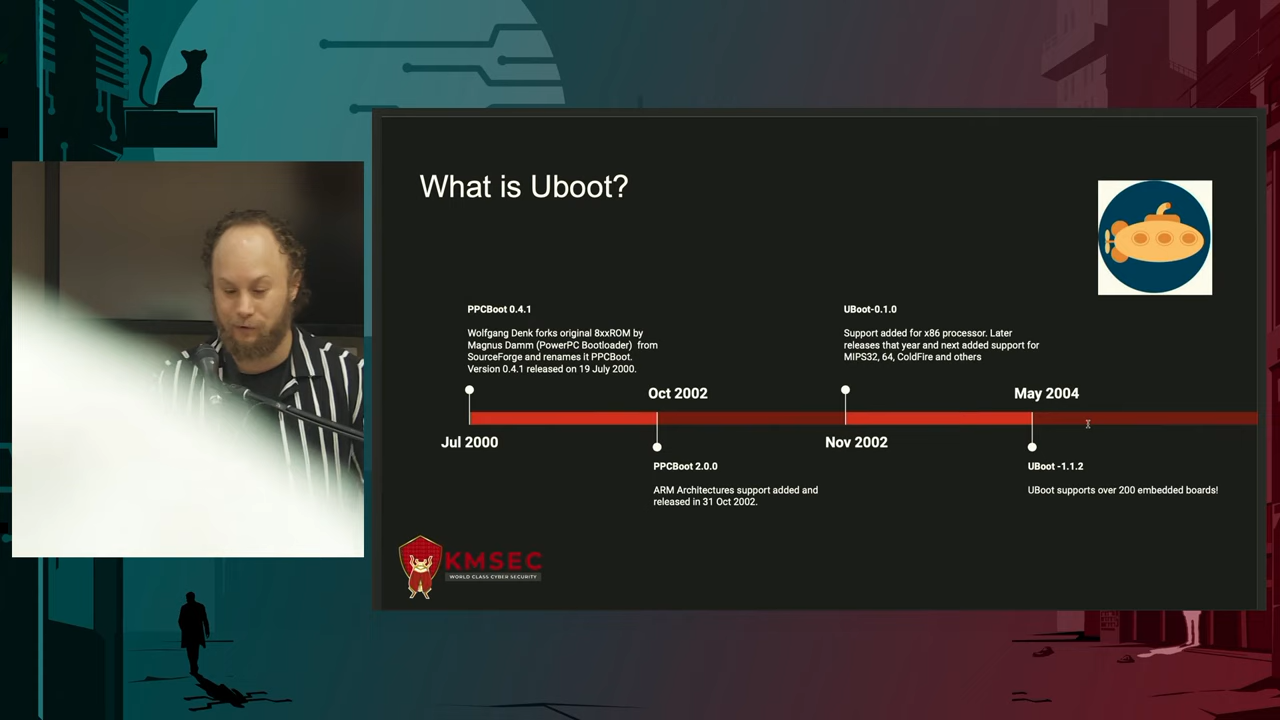 What is Uboot?
PPCBoot 0.4.1
Wolfgang Denk forks original 8xxROM by
Magnus Damm (PowerPC Bootloader) from
SourceForge and renames it PPCBoot.
Version 0.4.1 released on 19 July 2000.
UBoot-0.1.0
Support added for x86 processor. Later
releases that year and next added support for
MIPS32, 64, ColdFire and others
Oct 2002
May 2004
Jul 2000
Nov 2002
PPCBoot 2.0.0
ARM Architectures support added and
released in 31 Oct 2002.
UBoot -1.1.2
UBoot supports over 200 embedded boards!
KMSEC
WORLD CLASS CYBER SECURITY